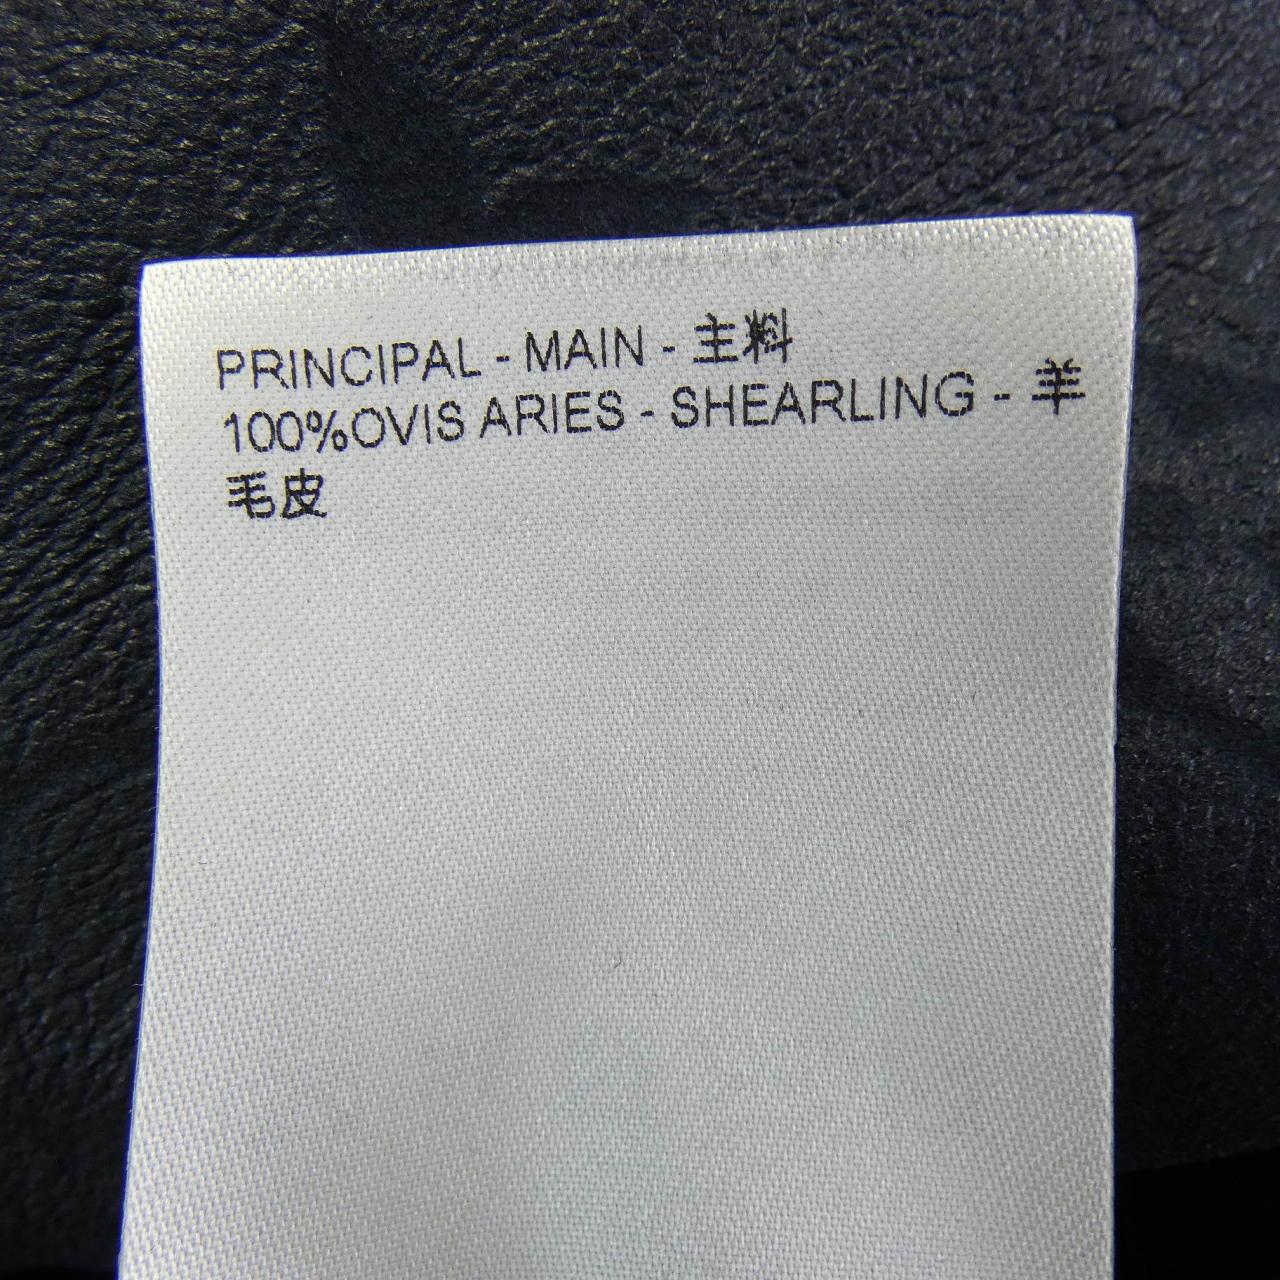 PRINCIPAL - MAIN - 主料
100%OVIS ARIES - SHEARLING - 羊
毛皮